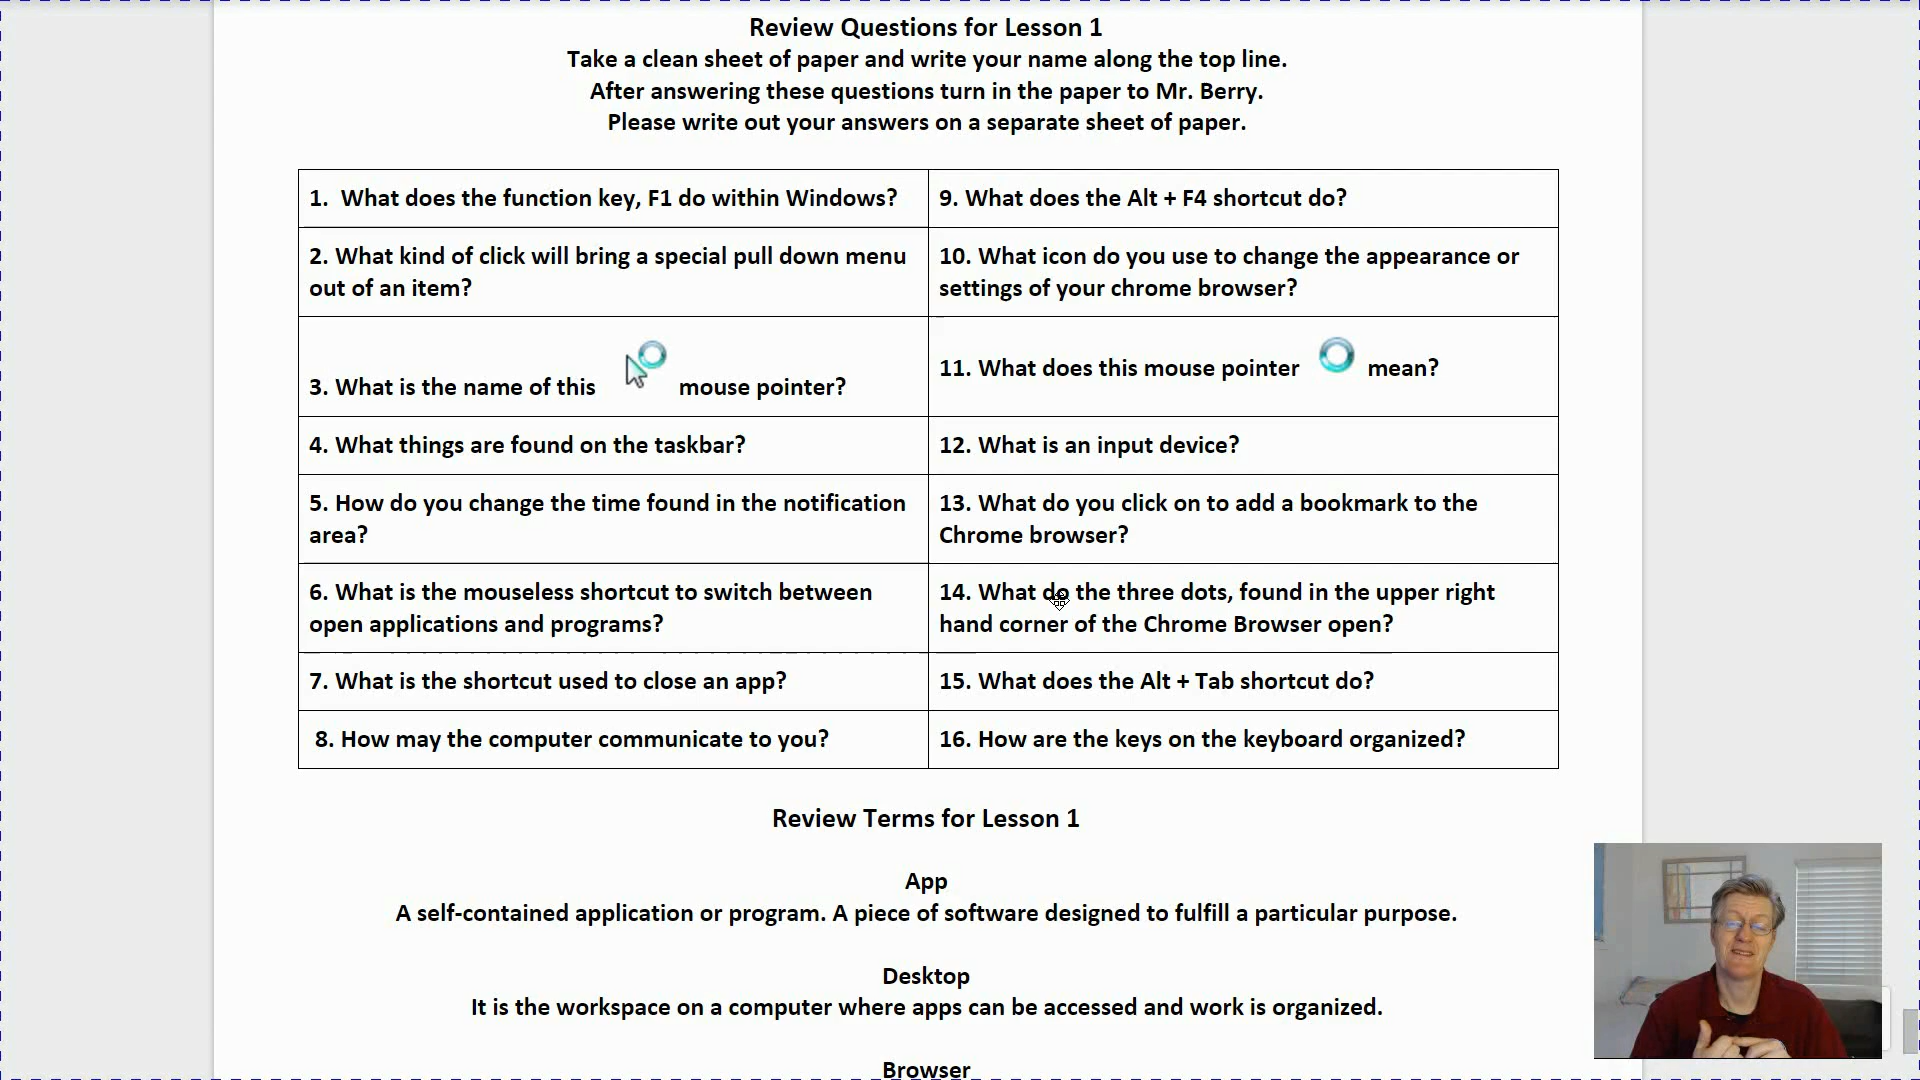 Review Questions for Lesson 1
Take a clean sheet of paper and write your name along the top line.
After answering these questions turn in the paper to Mr. Berry.
Please write out your answers on a separate sheet of paper.
1.  What does the function key, F1 do within Windows?
9. What does the Alt + F4 shortcut do?
2. What kind of click will bring a special pull down menu
out of an item?
10. What icon do you use to change the appearance or
settings of your chrome browser?
3. What is the name of this mouse pointer?
11. What does this mouse pointer mean?
4. What things are found on the taskbar?
12. What is an input device?
5. How do you change the time found in the notification
area?
13. What do you click on to add a bookmark to the
Chrome browser?
6. What is the mouseless shortcut to switch between
open applications and programs?
14. What do the three dots, found in the upper right
hand corner of the Chrome Browser open?
7. What is the shortcut used to close an app?
15. What does the Alt + Tab shortcut do?
8. How may the computer communicate to you?
16. How are the keys on the keyboard organized?
Review Terms for Lesson 1
App
A self-contained application or program. A piece of software designed to fulfill a particular purpose.
Desktop
It is the workspace on a computer where apps can be accessed and work is organized.
Browser